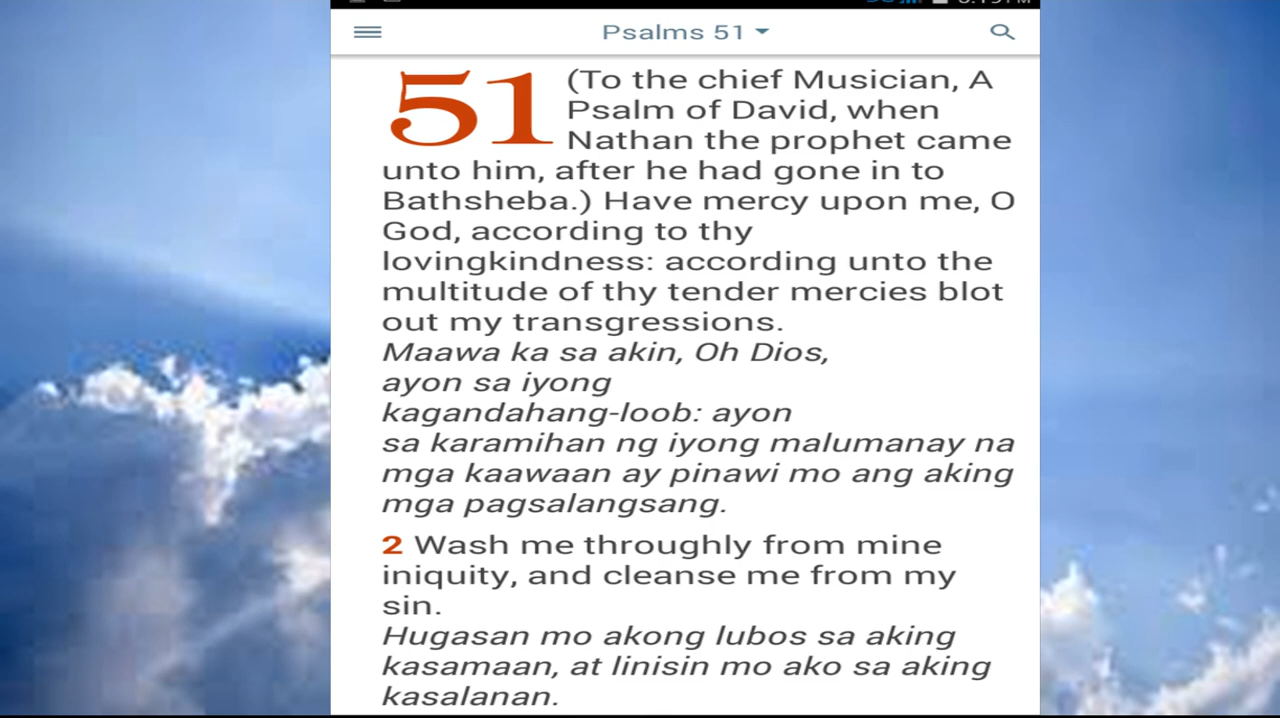 Psalms 51
51 (To the chief Musician, A
Psalm of David, when
Nathan the prophet came
unto him, after he had gone in to
Bathsheba.) Have mercy upon me, O
God, according to thy
lovingkindness: according unto the
multitude of thy tender mercies blot
out my transgressions.
Maawa ka sa akin, Oh Dios,
ayon sa iyong
kagandahang-loob: ayon
sa karamihan ng iyong malumanay na
mga kaawaan ay pinawi mo ang aking
mga pagsalangsang.
2 Wash me throughly from mine
iniquity, and cleanse me from my
sin.
Hugasan mo akong lubos sa aking
kasamaan, at linisin mo ako sa aking
kasalanan.